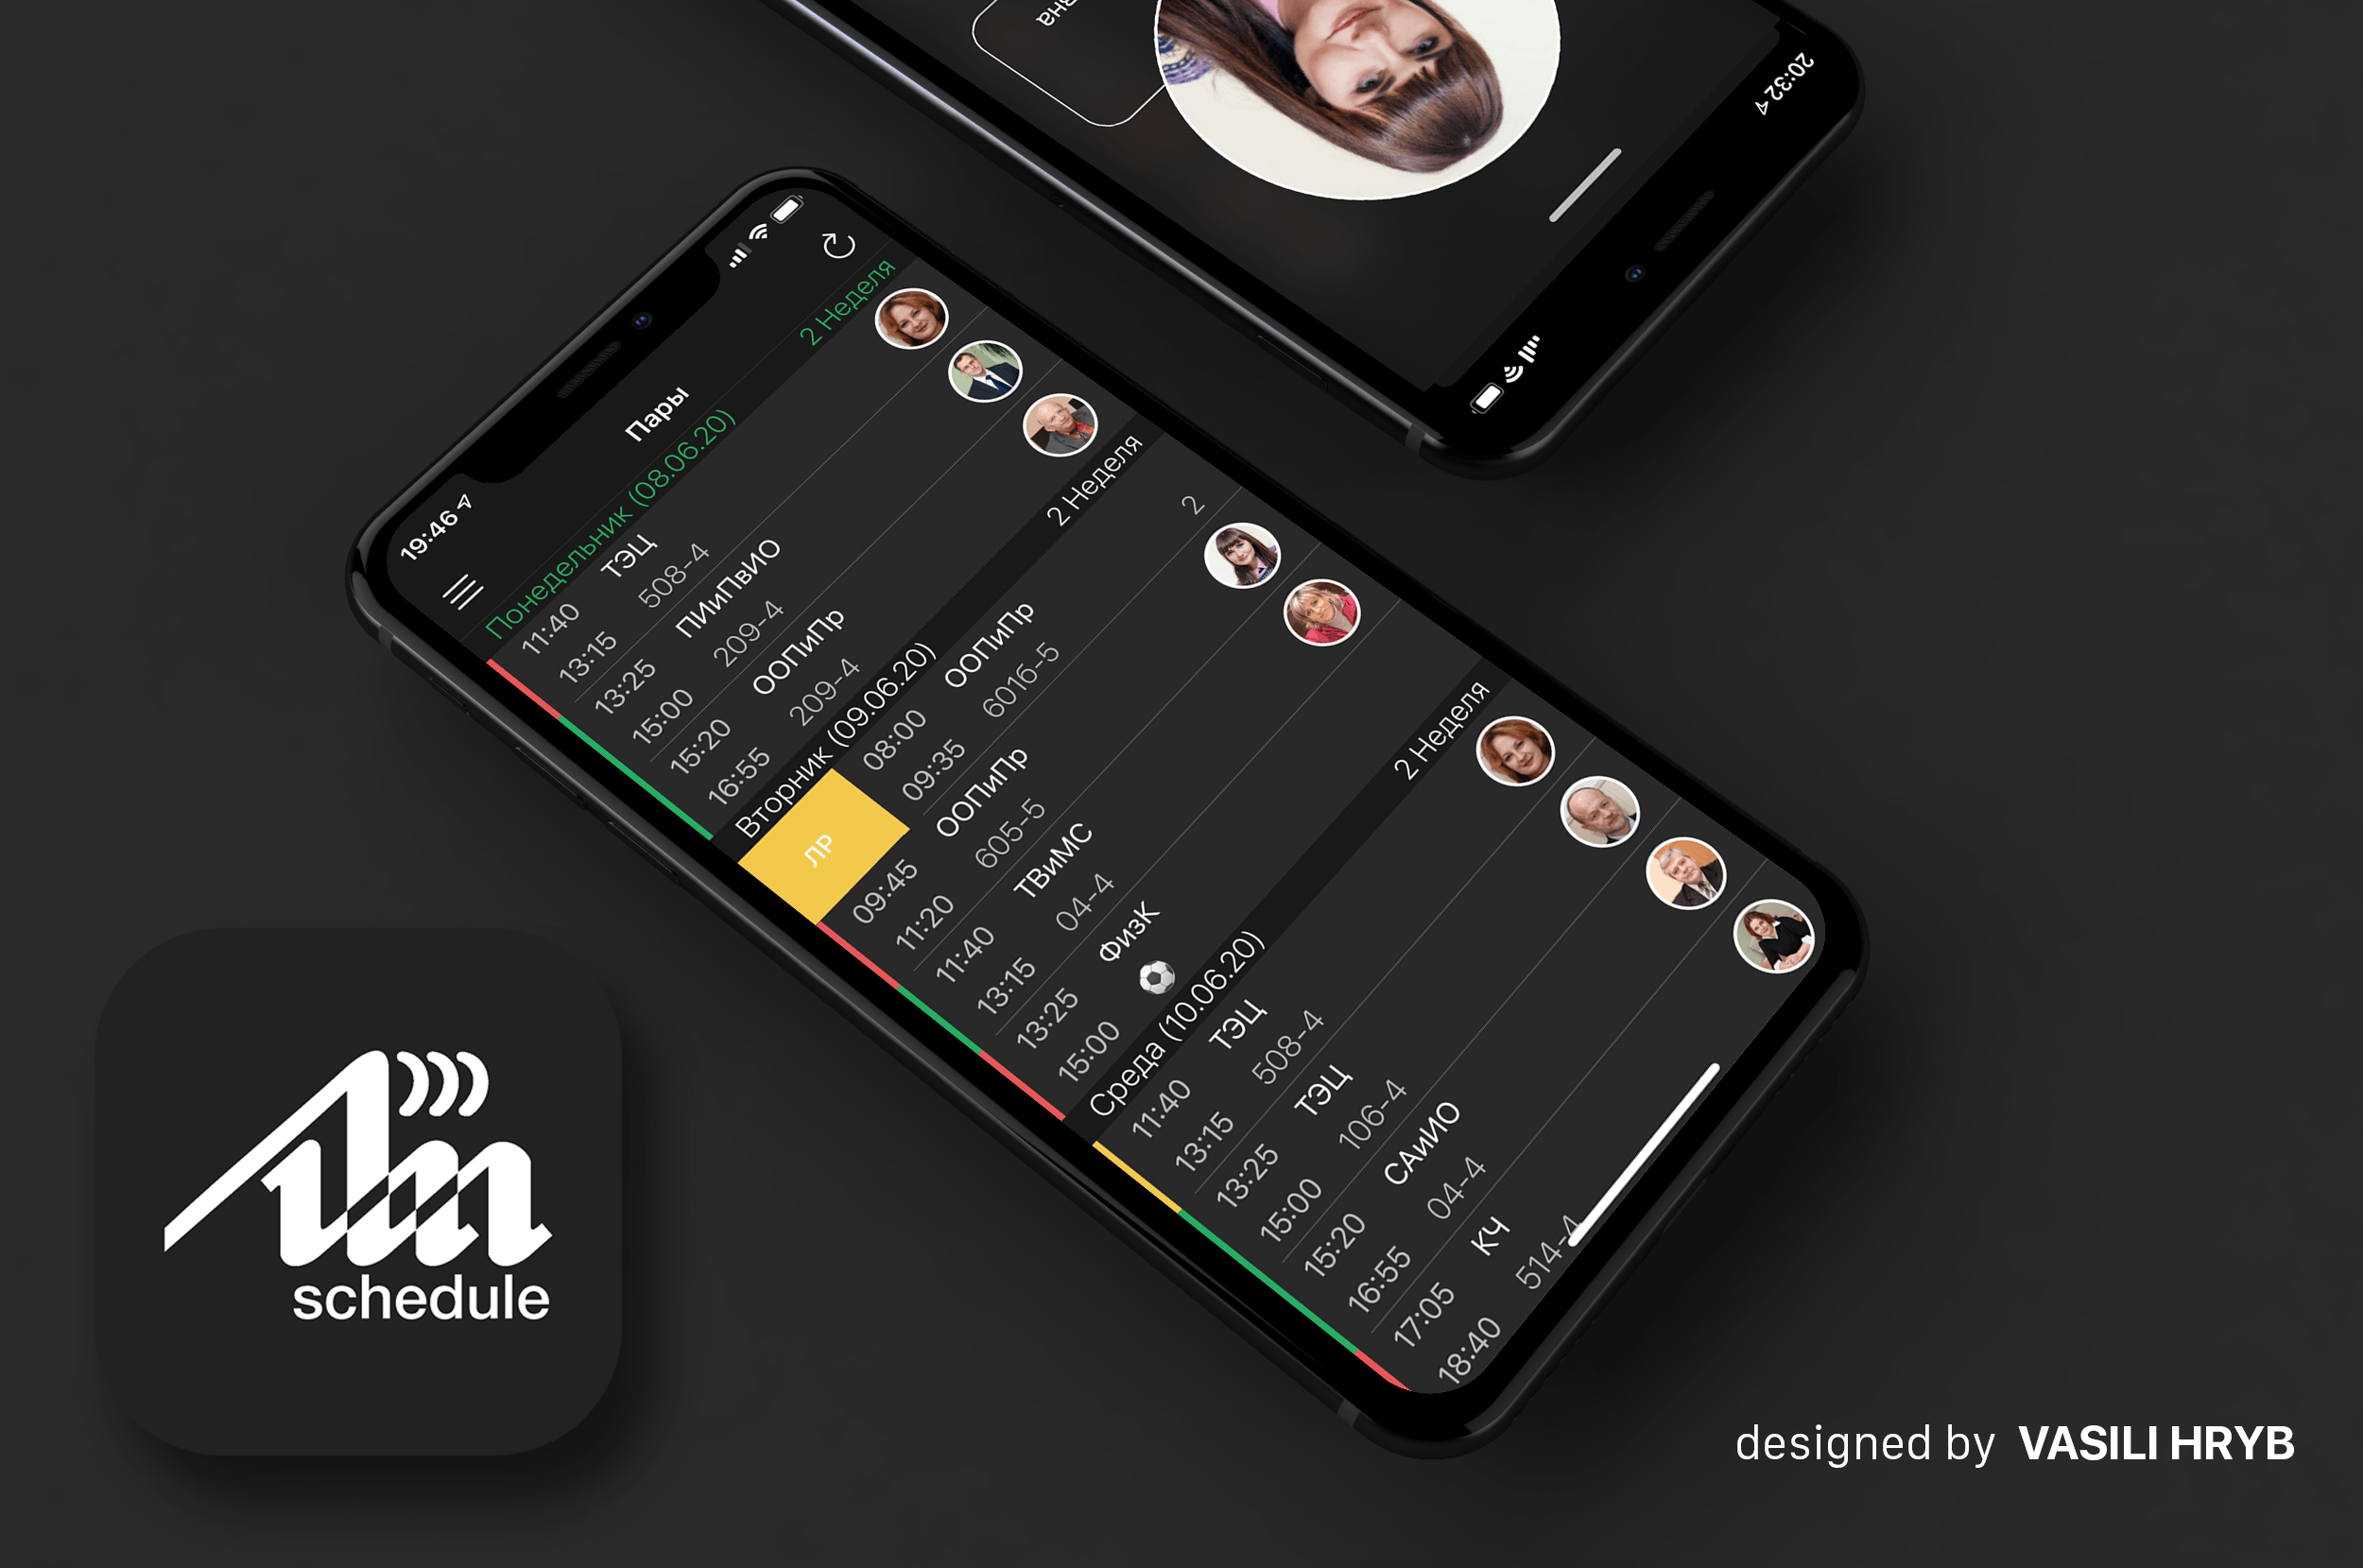 вна
20:32
19:46
Пары
Понедельник (08.06.20) 2 Неделя
11:40 ТЭЦ
13:15 508-4
13:25 ПИиПвИО
15:00 209-4
15:20 ООПиПр
16:55 209-4
Вторник (09.06.20) 2 Неделя
ЛР
08:00 ООПиПр 2
09:35 6016-5
09:45 ООПиПр
11:20 605-5
11:40 ТВиМС
13:15 04-4
13:25 ФизК
15:00
Среда (10.06.20) 2 Неделя
11:40 ТЭЦ
13:15 508-4
13:25 ТЭЦ
15:00 106-4
15:20 САиИО
16:55 04-4
17:05 КЧ
18:40 514-4
schedule
designed by VASILI HRYB